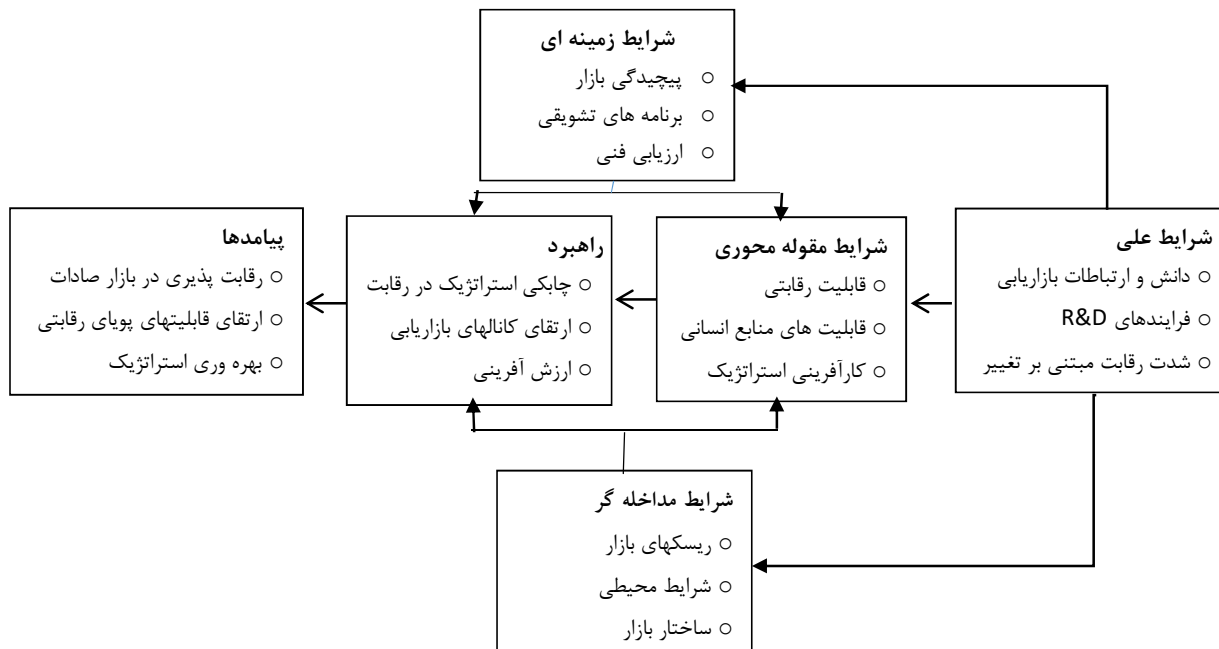 شرایط زمینه ای
○ پیچیدگی بازار
○ برنامه های تشویقی
○ ارزیابی فنی
شرایط علی
○ دانش و ارتباطات بازاریابی
○ فرایندهای R&D
○ شدت رقابت مبتنی بر تغییر
شرایط مقوله محوری
○ قابلیت رقابتی
○ قابلیت های منابع انسانی
○ کارآفرینی استراتژیک
راهبرد
○ چابکی استراتژیک در رقابت
○ ارتقای کانالهای بازاریابی
○ ارزش آفرینی
پیامدها
○ رقابت پذیری در بازار صادات
○ ارتقای قابلیتهای پویای رقابتی
○ بهره وری استراتژیک
شرایط مداخله گر
○ ریسکهای بازار
○ شرایط محیطی
○ ساختار بازار